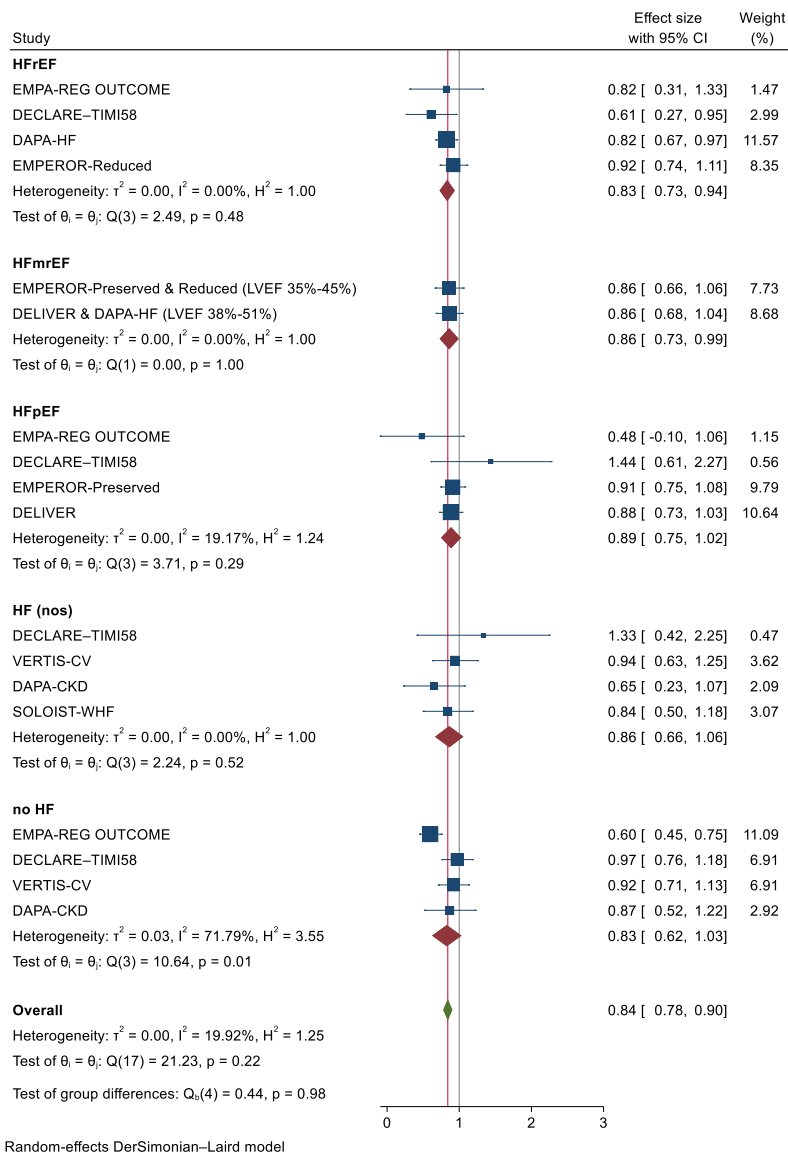 Effect size Weight
Study with 95% CI (%)
HFrEF
EMPA-REG OUTCOME 0.82 [ 0.31, 1.33] 1.47
DECLARE–TIMI58 0.61 [ 0.27, 0.95] 2.99
DAPA-HF 0.82 [ 0.67, 0.97] 11.57
EMPEROR-Reduced 0.92 [ 0.74, 1.11] 8.35
Heterogeneity: τ² = 0.00, I² = 0.00%, H² = 1.00 0.83 [ 0.73, 0.94]
Test of θᵢ = θⱼ: Q(3) = 2.49, p = 0.48
HFmrEF
EMPEROR-Preserved & Reduced (LVEF 35%-45%) 0.86 [ 0.66, 1.06] 7.73
DELIVER & DAPA-HF (LVEF 38%-51%) 0.86 [ 0.68, 1.04] 8.68
Heterogeneity: τ² = 0.00, I² = 0.00%, H² = 1.00 0.86 [ 0.73, 0.99]
Test of θᵢ = θⱼ: Q(1) = 0.00, p = 1.00
HFpEF
EMPA-REG OUTCOME 0.48 [ -0.10, 1.06] 1.15
DECLARE–TIMI58 1.44 [ 0.61, 2.27] 0.56
EMPEROR-Preserved 0.91 [ 0.75, 1.08] 9.79
DELIVER 0.88 [ 0.73, 1.03] 10.64
Heterogeneity: τ² = 0.00, I² = 19.17%, H² = 1.24 0.89 [ 0.75, 1.02]
Test of θᵢ = θⱼ: Q(3) = 3.71, p = 0.29
HF (nos)
DECLARE–TIMI58 1.33 [ 0.42, 2.25] 0.47
VERTIS-CV 0.94 [ 0.63, 1.25] 3.62
DAPA-CKD 0.65 [ 0.23, 1.07] 2.09
SOLOIST-WHF 0.84 [ 0.50, 1.18] 3.07
Heterogeneity: τ² = 0.00, I² = 0.00%, H² = 1.00 0.86 [ 0.66, 1.06]
Test of θᵢ = θⱼ: Q(3) = 2.24, p = 0.52
no HF
EMPA-REG OUTCOME 0.60 [ 0.45, 0.75] 11.09
DECLARE–TIMI58 0.97 [ 0.76, 1.18] 6.91
VERTIS-CV 0.92 [ 0.71, 1.13] 6.91
DAPA-CKD 0.87 [ 0.52, 1.22] 2.92
Heterogeneity: τ² = 0.03, I² = 71.79%, H² = 3.55 0.83 [ 0.62, 1.03]
Test of θᵢ = θⱼ: Q(3) = 10.64, p = 0.01
Overall 0.84 [ 0.78, 0.90]
Heterogeneity: τ² = 0.00, I² = 19.92%, H² = 1.25
Test of θᵢ = θⱼ: Q(17) = 21.23, p = 0.22
Test of group differences: Q_b(4) = 0.44, p = 0.98
0 1 2 3
Random-effects DerSimonian–Laird model